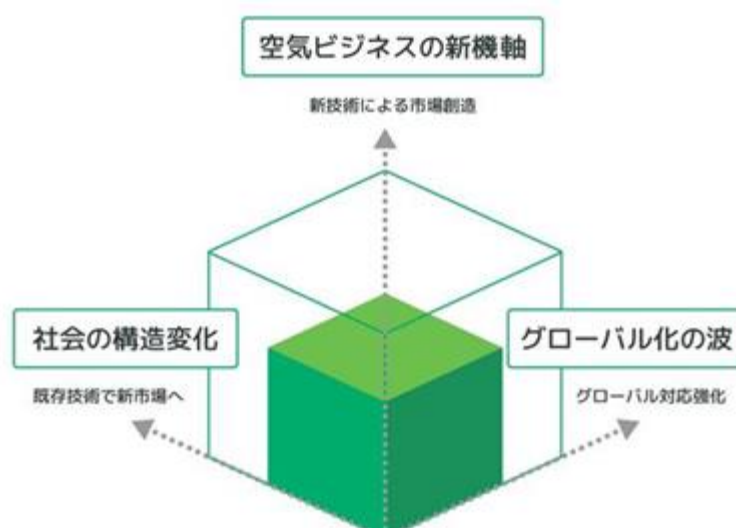 空気ビジネスの新機軸
新技術による市場創造
社会の構造変化
既存技術で新市場へ
グローバル化の波
グローバル対応強化